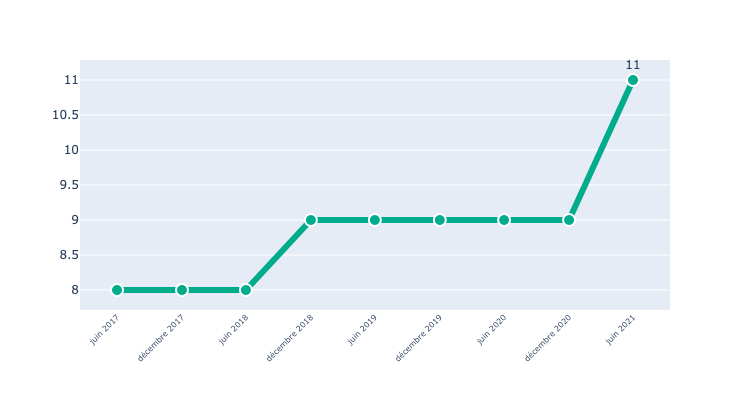 11
11
10.5
10
9.5
9
8.5
8
juin 2017
décembre 2017
juin 2018
décembre 2018
juin 2019
décembre 2019
juin 2020
décembre 2020
juin 2021